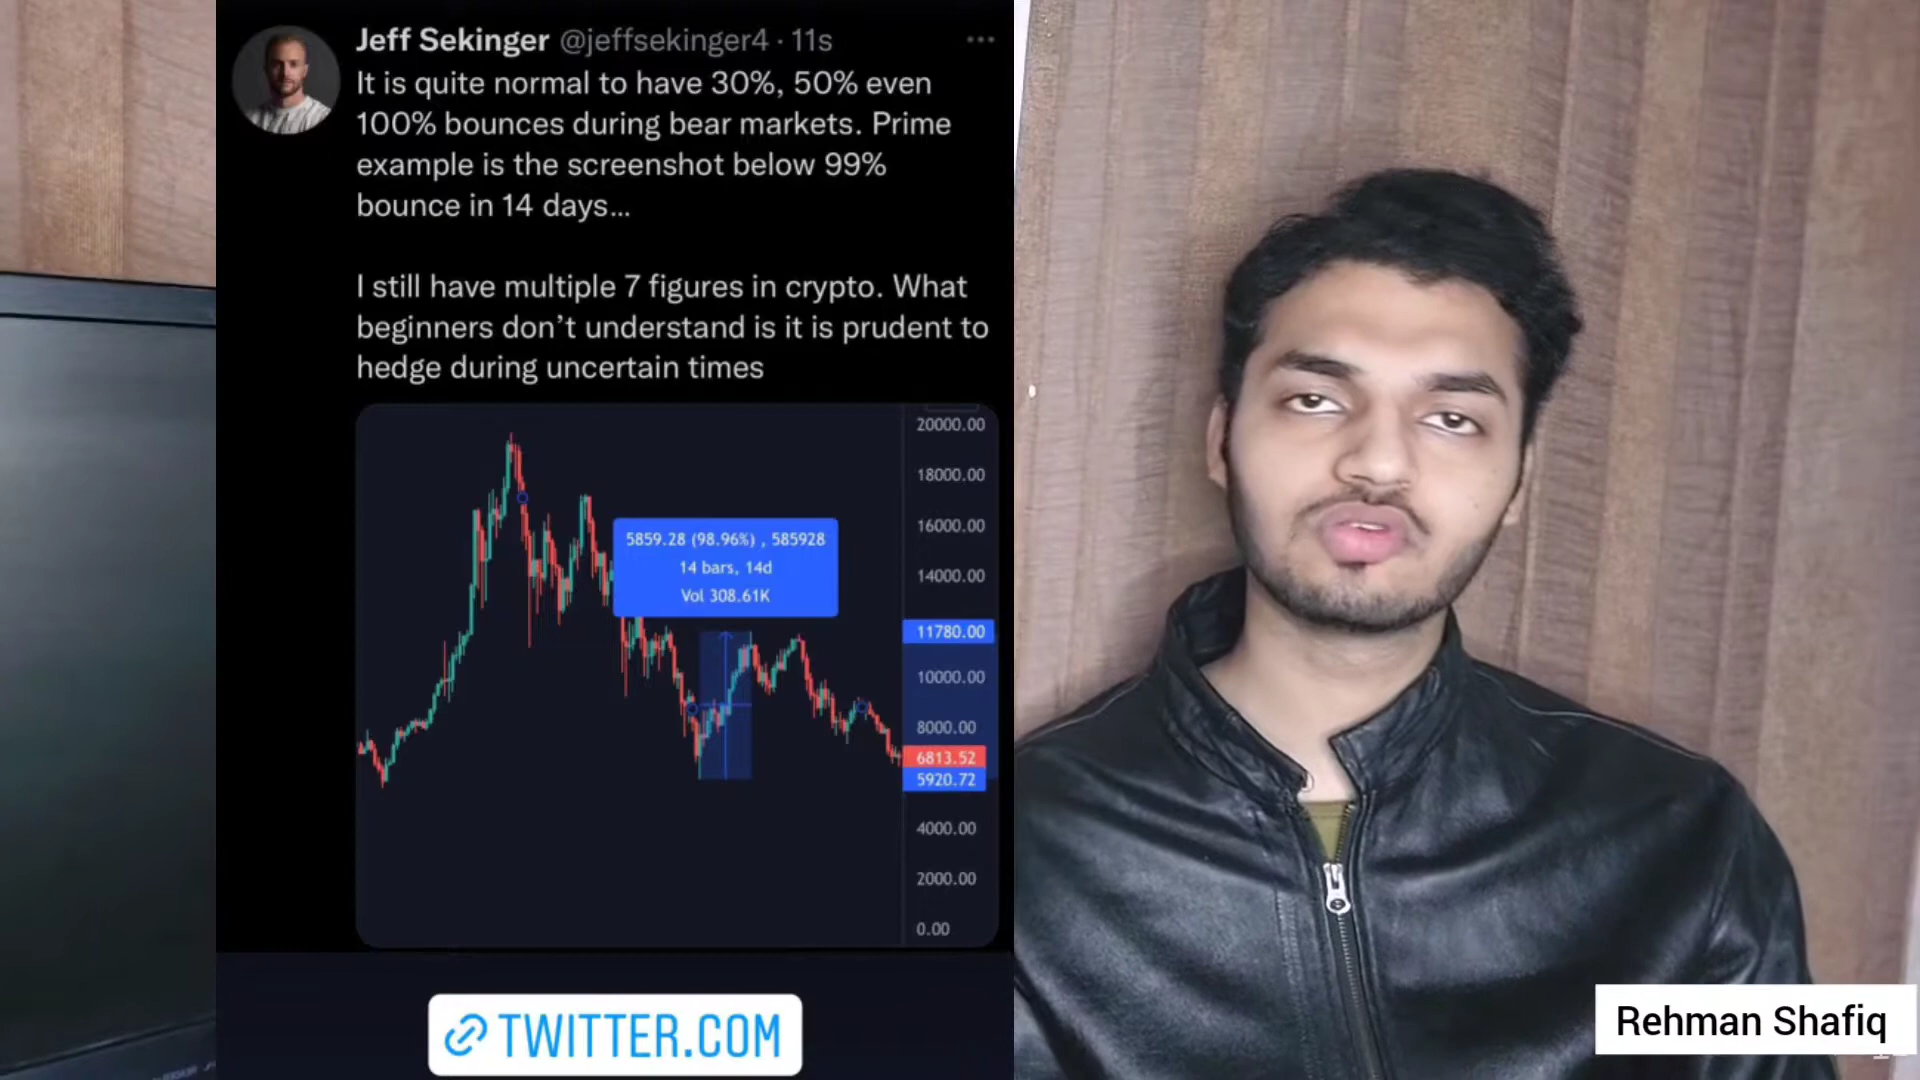 Jeff Sekinger @jeffsekinger4 · 11s
It is quite normal to have 30%, 50% even
100% bounces during bear markets. Prime
example is the screenshot below 99%
bounce in 14 days...
I still have multiple 7 figures in crypto. What
beginners don't understand is it is prudent to
hedge during uncertain times
5859.28 (98.96%) , 585928
14 bars, 14d
Vol 308.61K
20000.00
18000.00
16000.00
14000.00
11780.00
10000.00
8000.00
6813.52
5920.72
4000.00
2000.00
0.00
TWITTER.COM
Rehman Shafiq